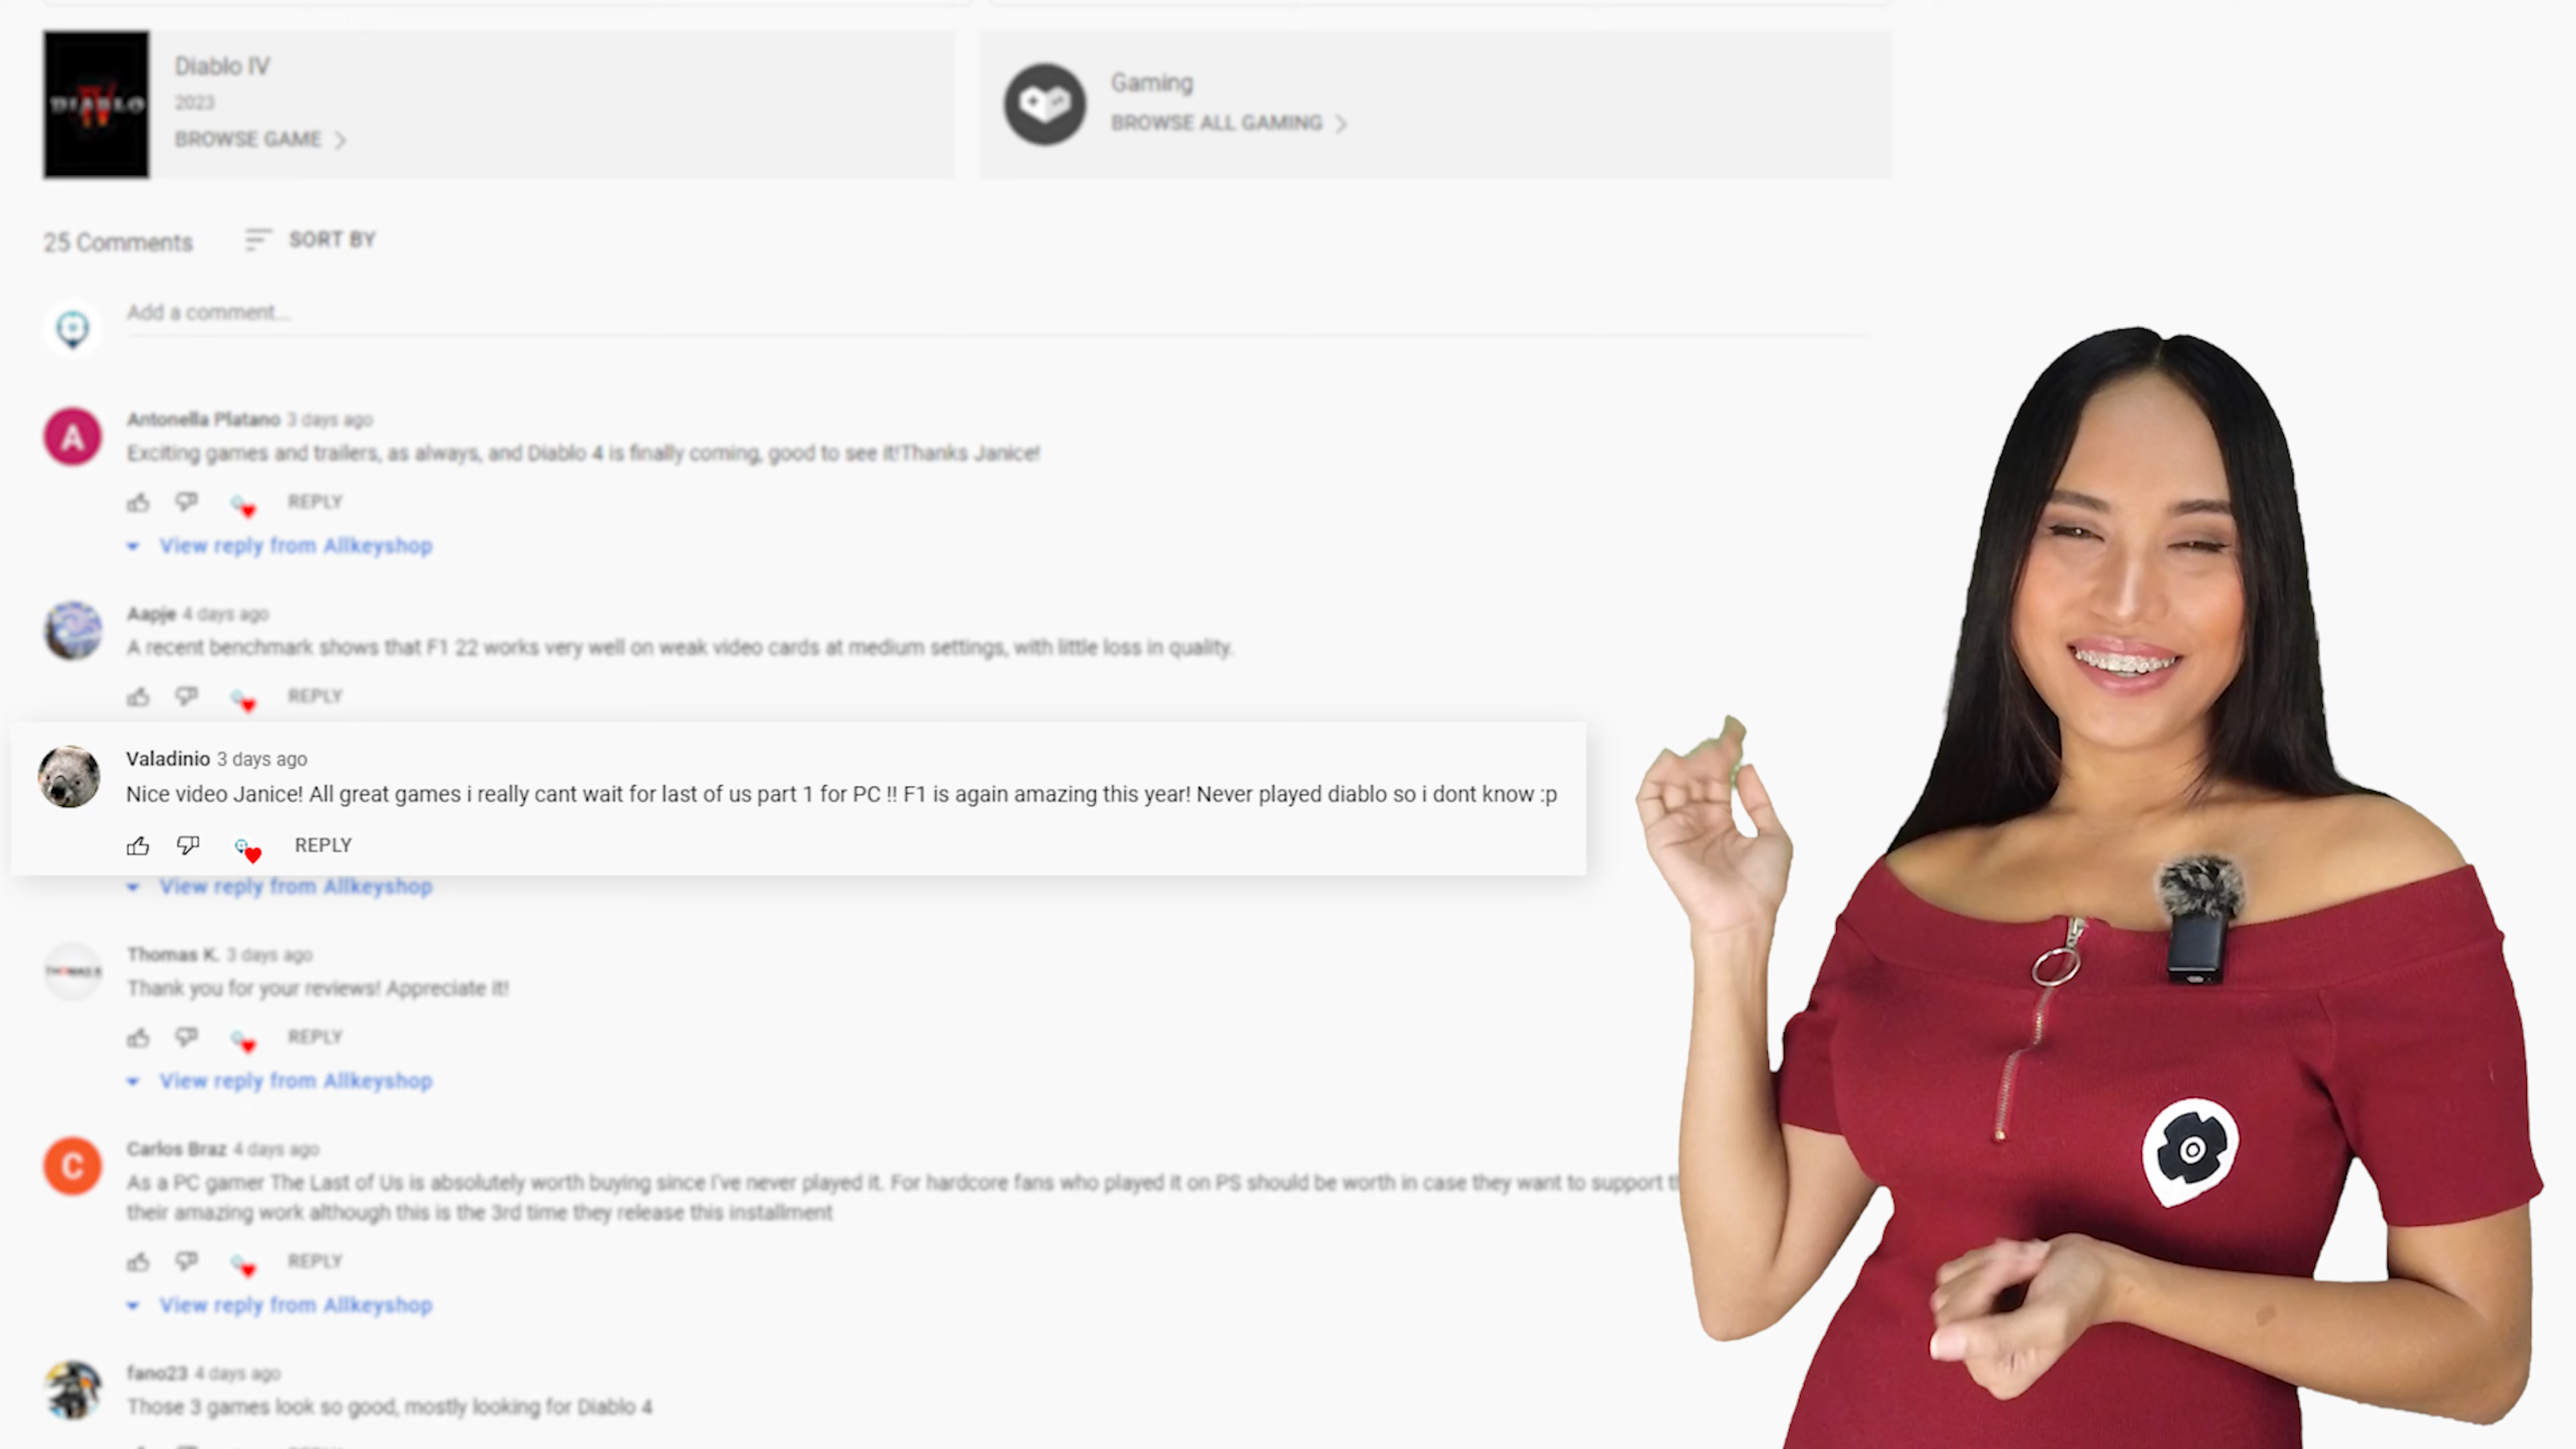 DIABLO
IV
Diablo IV
2023
BROWSE GAME
Gaming
BROWSE ALL GAMING
25 Comments
SORT BY
Add a comment...
A
Antonella Platano 3 days ago
Exciting games and trailers, as always, and Diablo 4 is finally coming, good to see it!Thanks Janice!
REPLY
View reply from Allkeyshop
Aapje 4 days ago
A recent benchmark shows that F1 22 works very well on weak video cards at medium settings, with little loss in quality.
REPLY
Valadinio 3 days ago
Nice video Janice! All great games i really cant wait for last of us part 1 for PC !! F1 is again amazing this year! Never played diablo so i dont know :p
REPLY
View reply from Allkeyshop
Thomas K. 3 days ago
Thank you for your reviews! Appreciate it!
REPLY
View reply from Allkeyshop
C
Carlos Braz 4 days ago
As a PC gamer The Last of Us is absolutely worth buying since I've never played it. For hardcore fans who played it on PS should be worth in case they want to support
their amazing work although this is the 3rd time they release this installment
REPLY
View reply from Allkeyshop
fano23 4 days ago
Those 3 games look so good, mostly looking for Diablo 4